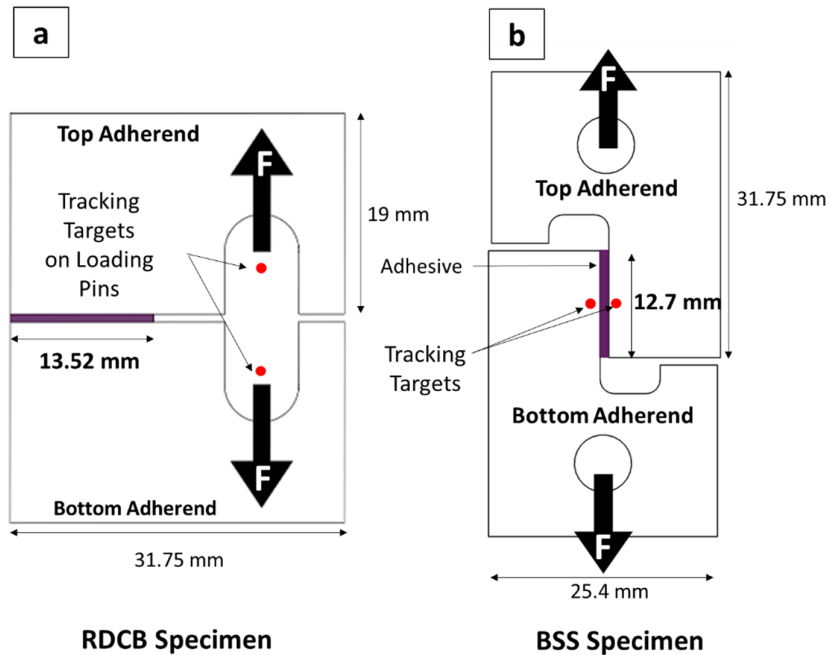 a
Top Adherend
F
Tracking
Targets
on Loading
Pins
19 mm
13.52 mm
F
Bottom Adherend
31.75 mm
RDCB Specimen
b
F
Top Adherend
31.75 mm
Adhesive
12.7 mm
Tracking
Targets
Bottom Adherend
F
25.4 mm
BSS Specimen